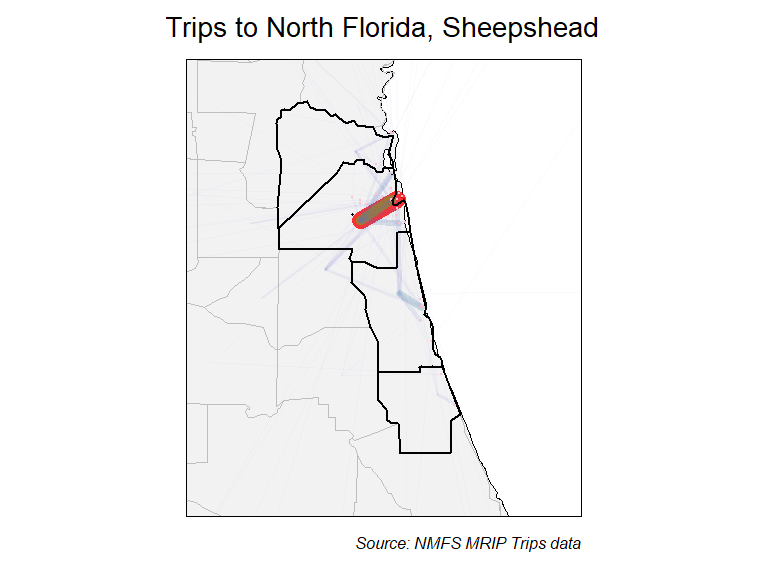 Trips to North Florida, Sheepshead
Source: NMFS MRIP Trips data